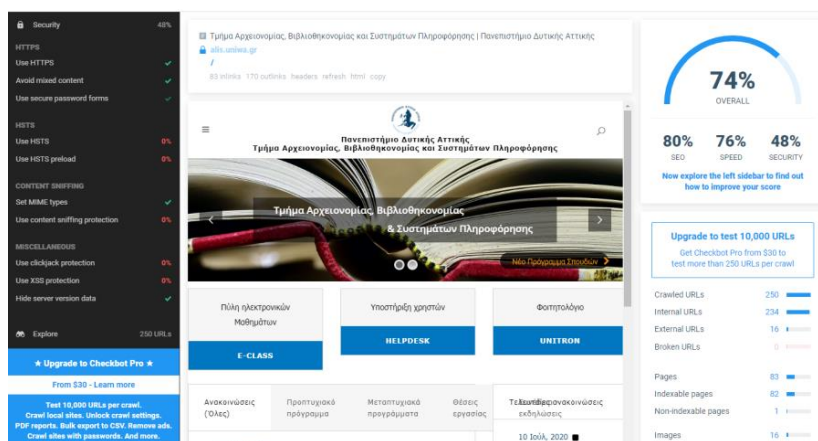 Security 48%
HTTPS
Use HTTPS
Avoid mixed content
Use secure password forms
HSTS
Use HSTS 0%
Use HSTS preload 0%
CONTENT SNIFFING
Set MIME types
Use content sniffing protection 0%
MISCELLANEOUS
Use clickjack protection 0%
Use XSS protection 0%
Hide server version data
Explore 250 URLs
★ Upgrade to Checkbot Pro ★
From $30 - Learn more
Test 10,000 URLs per crawl.
Crawl local sites. Unlock crawl settings.
PDF reports. Bulk export to CSV. Remove ads.
Crawl sites with passwords. And more.
Τμήμα Αρχειονομίας, Βιβλιοθηκονομίας και Συστημάτων Πληροφόρησης | Πανεπιστήμιο Δυτικής Αττικής
alis.uniwa.gr
/
83 inlinks 170 outlinks headers refresh html copy
Πανεπιστήμιο Δυτικής Αττικής
Τμήμα Αρχειονομίας, Βιβλιοθηκονομίας και Συστημάτων Πληροφόρησης
Τμήμα Αρχειονομίας, Βιβλιοθηκονομίας
& Συστημάτων Πληροφόρησης
Νέο Πρόγραμμα Σπουδών
Πύλη ηλεκτρονικών
Μαθημάτων
E-CLASS
Υποστήριξη χρηστών
HELPDESK
Φοιτητολόγιο
UNITRON
Ανακοινώσεις
(Όλες)
Προπτυχιακό
πρόγραμμα
Μεταπτυχιακά
προγράμματα
Θέσεις
εργασίας
εκδηλώσεις
10 Ιούλ, 2020
74%
OVERALL
80% 76% 48%
SEO SPEED SECURITY
Now explore the left sidebar to find out
how to improve your score
Upgrade to test 10,000 URLs
Get Checkbot Pro from $30 to
test more than 250 URLs per crawl
Crawled URLs 250
Internal URLs 234
External URLs 16
Broken URLs 0
Pages 83
Indexable pages 82
Non-indexable pages 1
Images 16